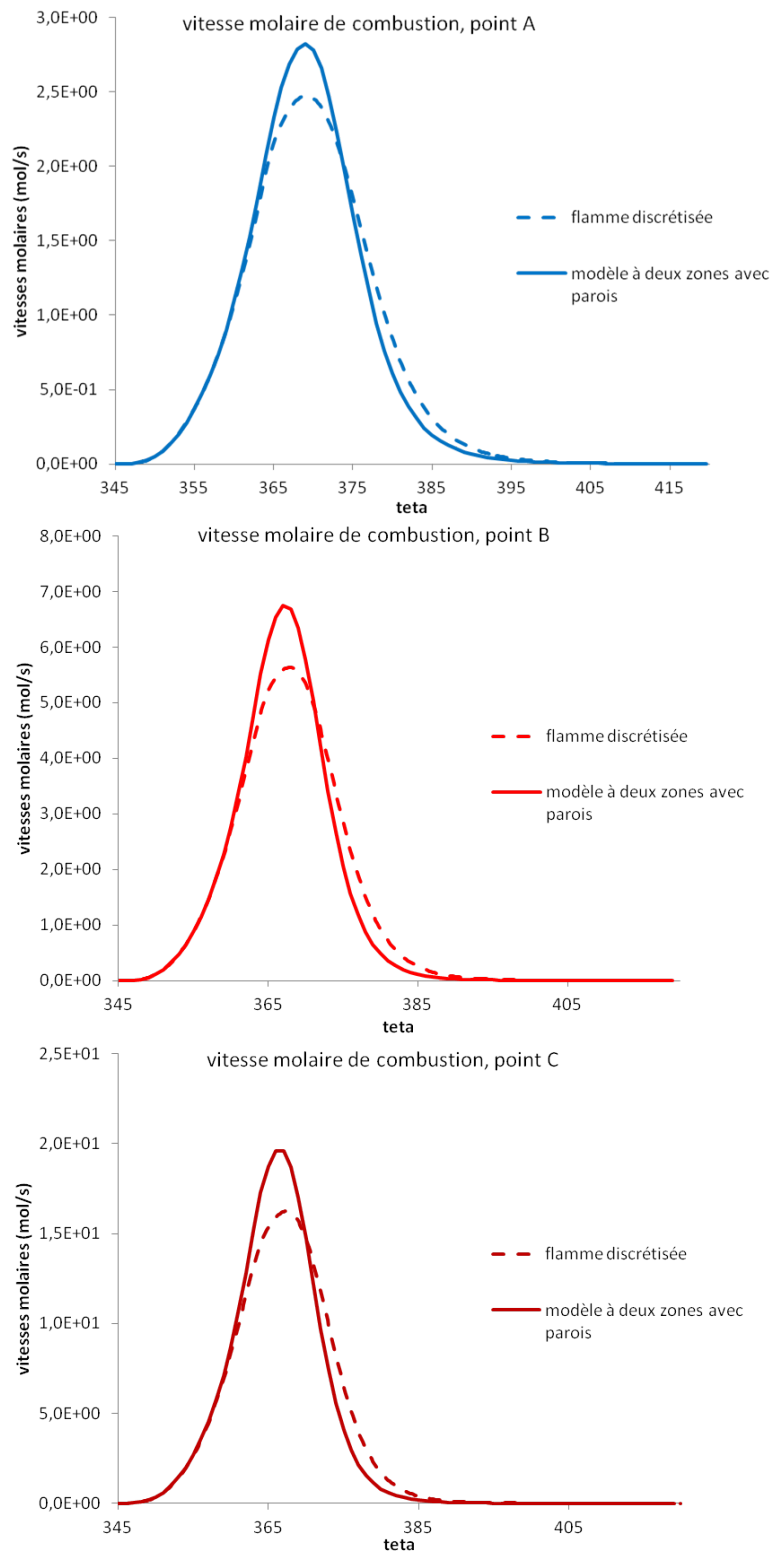 vitesse molaire de combustion, point A
vitesses molaires (mol/s)
3,0E+00
2,5E+00
2,0E+00
1,5E+00
1,0E+00
5,0E-01
0,0E+00
345 355 365 375 385 395 405 415
teta
flamme discrétisée
modèle à deux zones avec
parois
vitesse molaire de combustion, point B
vitesses molaires (mol/s)
8,0E+00
7,0E+00
6,0E+00
5,0E+00
4,0E+00
3,0E+00
2,0E+00
1,0E+00
0,0E+00
345 365 385 405
teta
flamme discrétisée
modèle à deux zones avec
parois
vitesse molaire de combustion, point C
vitesses molaires (mol/s)
2,5E+01
2,0E+01
1,5E+01
1,0E+01
5,0E+00
0,0E+00
345 365 385 405
teta
flamme discrétisée
modèle à deux zones avec
parois